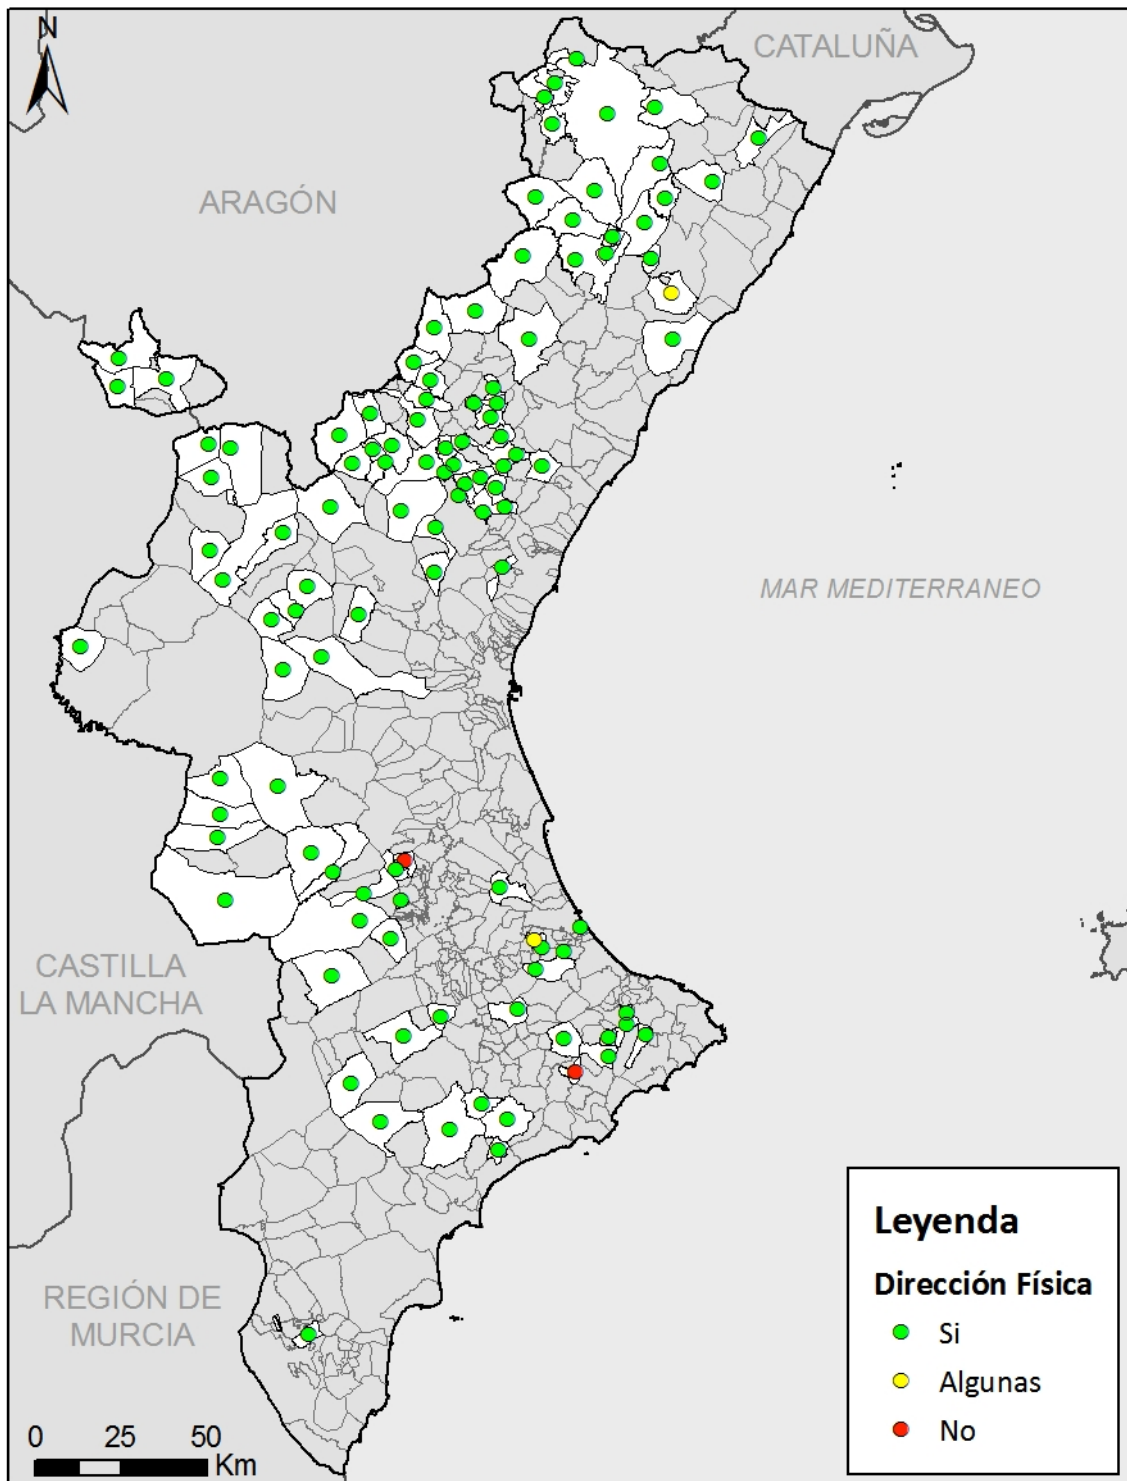 N
CATALUÑA
ARAGÓN
MAR MEDITERRANEO
CASTILLA
LA MANCHA
REGIÓN DE
MURCIA
Leyenda
Dirección Física
Si
Algunas
No
0 25 50
Km